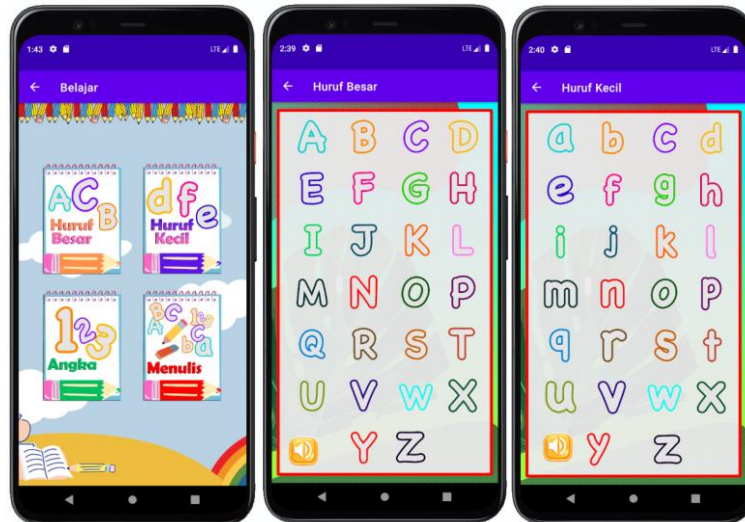 1:43
LTE
Belajar
A C B
Huruf
Besar
d f e
Huruf
Kecil
1 2 3
Angka
Menulis
2:39
LTE
Huruf Besar
A B C D
E F G H
I J K L
M N O P
Q R S T
U V W X
Y Z
2:40
LTE
Huruf Kecil
a b c d
e f g h
i j k l
m n o p
q r s t
u v w x
y z